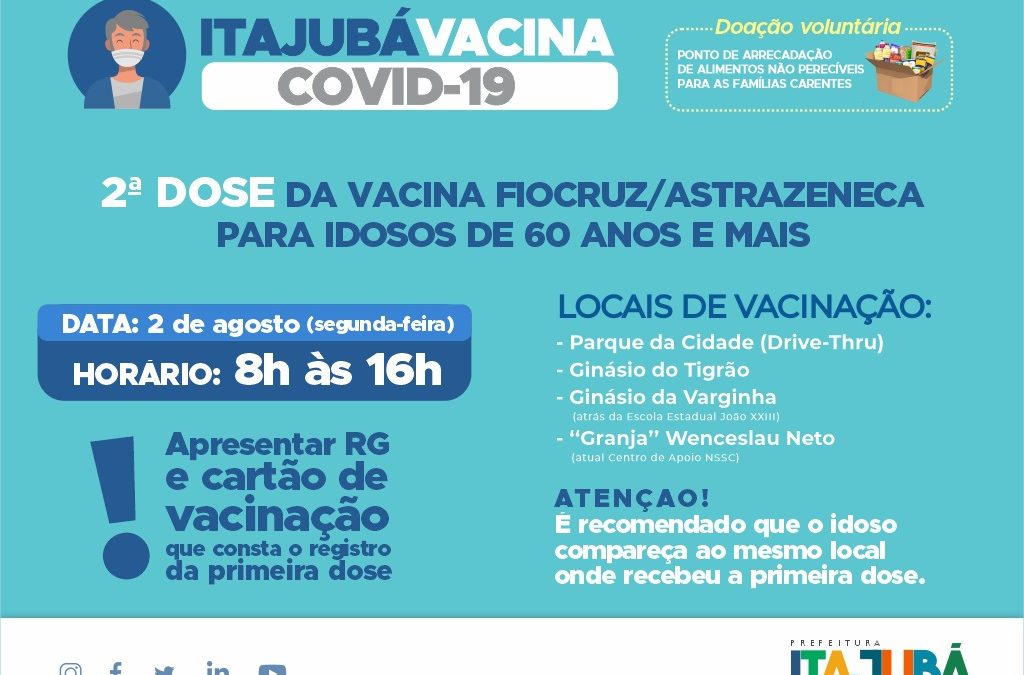 ITAJUBÁVACINA
COVID-19
Doação voluntária
PONTO DE ARRECADAÇÃO
DE ALIMENTOS NÃO PERECÍVEIS
PARA AS FAMÍLIAS CARENTES
2ª DOSE DA VACINA FIOCRUZ/ASTRAZENECA
PARA IDOSOS DE 60 ANOS E MAIS
DATA: 2 de agosto (segunda-feira)
HORÁRIO: 8h às 16h
! Apresentar RG
e cartão de
vacinação
que consta o registro
da primeira dose
LOCAIS DE VACINAÇÃO:
- Parque da Cidade (Drive-Thru)
- Ginásio do Tigrão
- Ginásio da Varginha
(atrás da Escola Estadual João XXIII)
- “Granja” Wenceslau Neto
(atual Centro de Apoio NSSC)
ATENÇAO!
É recomendado que o idoso
compareça ao mesmo local
onde recebeu a primeira dose.
PREFEITURA
ITAJUBÁ